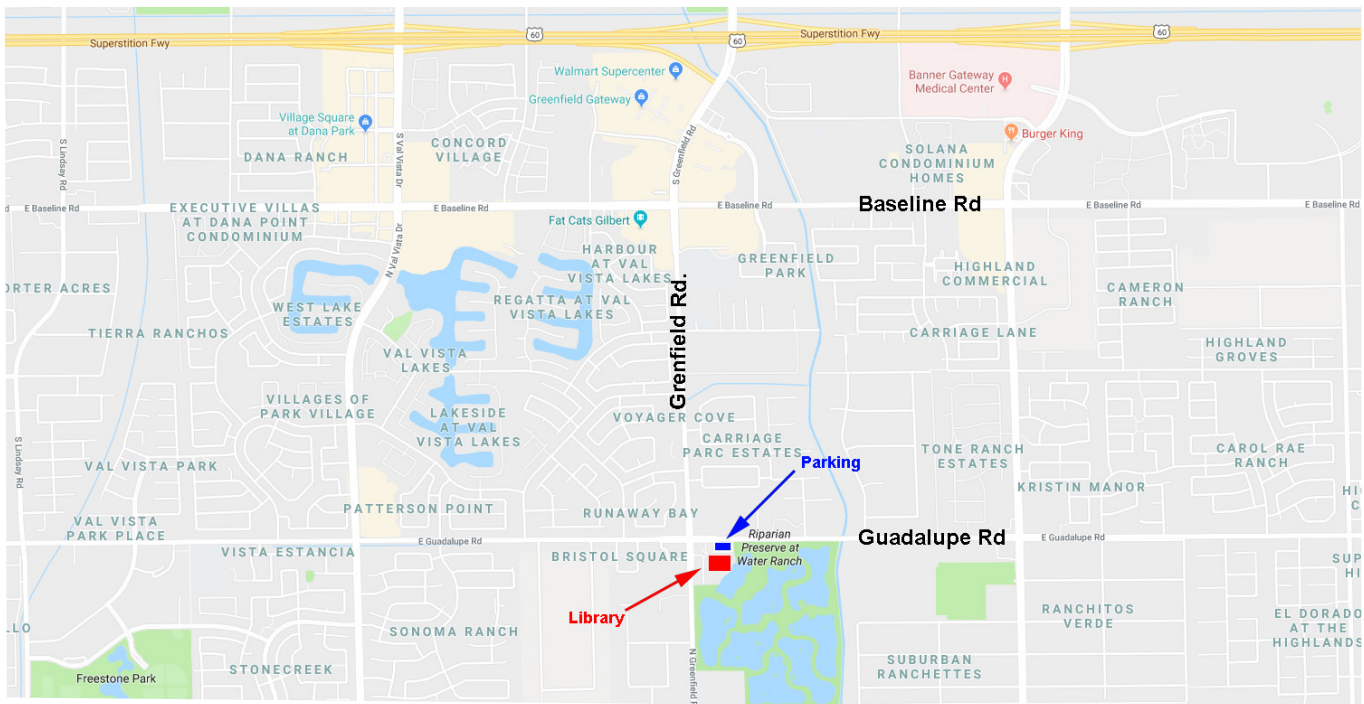 Superstition Fwy
60
60
Superstition Fwy
60
Walmart Supercenter
Greenfield Gateway
Banner Gateway
Medical Center
H
Village Square
at Dana Park
Burger King
S Lindsay Rd
S Val Vista Dr
S Greenfield Rd
CONCORD
VILLAGE
DANA RANCH
SOLANA
CONDOMINIUM
HOMES
d
E Baseline Rd
E Baseline Rd
E Baseline Rd
Baseline Rd
E Baseline Rd
E Baseline Rd
EXECUTIVE VILLAS
AT DANA POINT
CONDOMINIUM
Fat Cats Gilbert
N Val Vista Dr
HARBOUR
AT VAL
VISTA LAKES
GREENFIELD
PARK
HIGHLAND
COMMERCIAL
ORTER ACRES
CAMERON
RANCH
WEST LAKE
ESTATES
REGATTA AT VAL
VISTA LAKES
Grenfield Rd.
TIERRA RANCHOS
CARRIAGE LANE
HIGHLAND
GROVES
VAL VISTA
LAKES
VILLAGES OF
PARK VILLAGE
LAKESIDE
AT VAL
VISTA LAKES
VOYAGER COVE
CARRIAGE
PARC ESTATES
TONE RANCH
ESTATES
CAROL RAE
RANCH
S Lindsay Rd
VAL VISTA PARK
Parking
KRISTIN MANOR
HI
C
PATTERSON POINT
RUNAWAY BAY
VAL VISTA
PARK PLACE
E Guadalupe Rd
Guadalupe Rd
E Guadalupe Rd
VISTA ESTANCIA
BRISTOL SQUARE
Riparian
Preserve at
Water Ranch
SUP
HI
Library
RANCHITOS
VERDE
EL DORADO
AT THE
HIGHLANDS
LLO
SONOMA RANCH
STONECREEK
Freestone Park
N Greenfield R
SUBURBAN
RANCHETTES